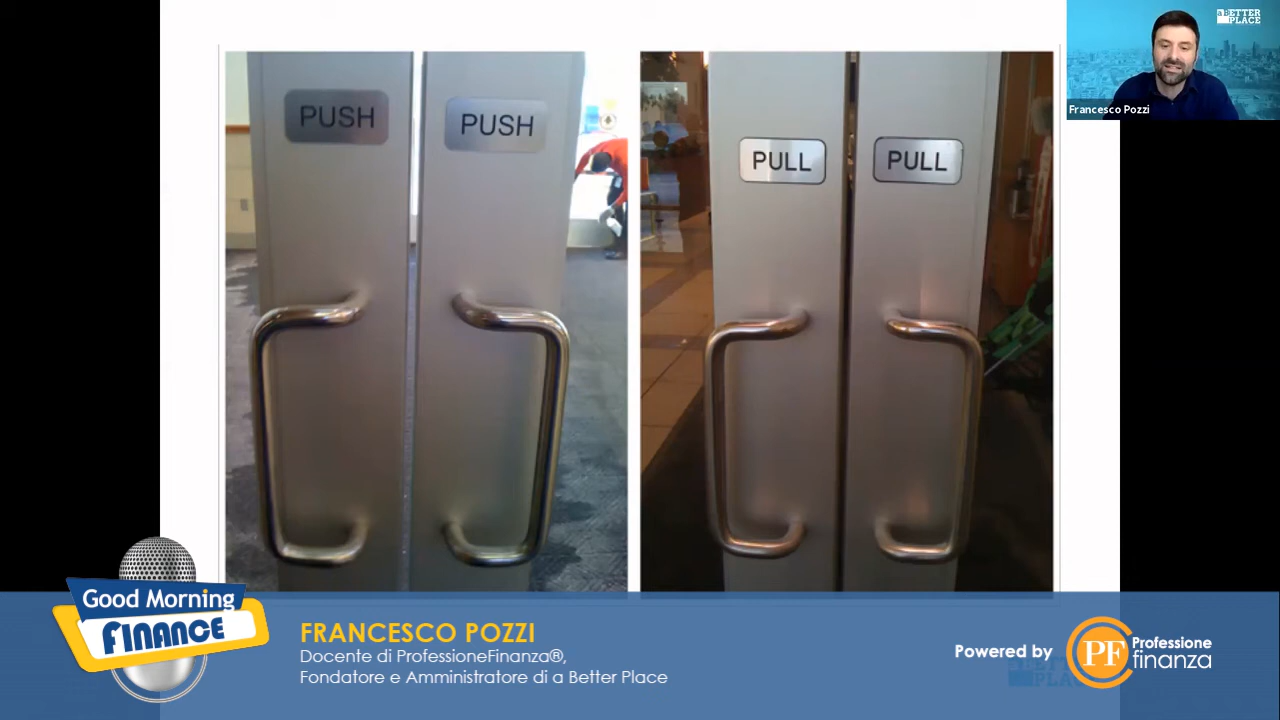 A BETTER
PLACE
Francesco Pozzi
PUSH
PUSH
PULL
PULL
Good Morning
FINANCE
FRANCESCO POZZI
Docente di ProfessioneFinanza®,
Fondatore e Amministratore di a Better Place
Powered by
PF
Professione
finanza
PLACE